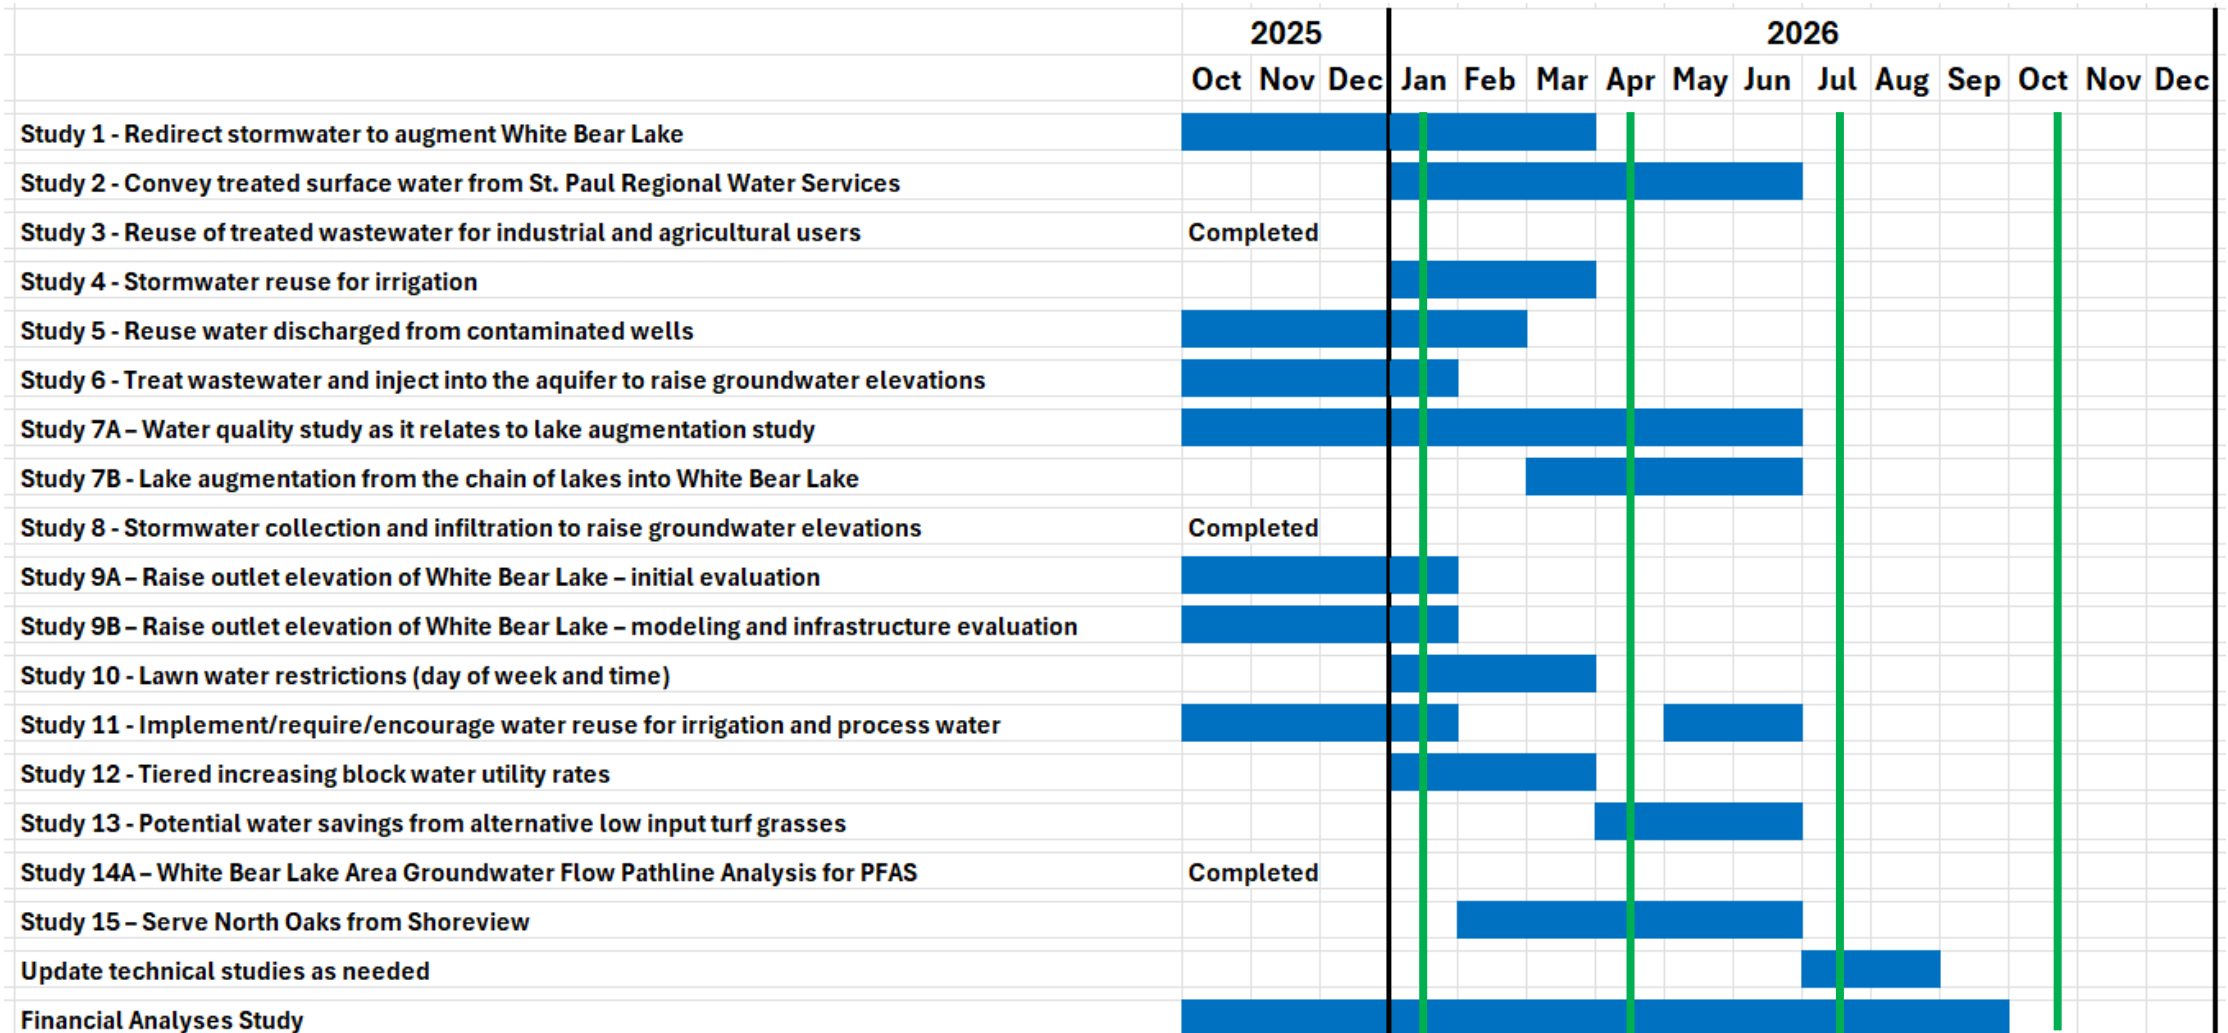 2025 2026
Oct Nov Dec Jan Feb Mar Apr May Jun Jul Aug Sep Oct Nov Dec
Study 1 - Redirect stormwater to augment White Bear Lake
Study 2 - Convey treated surface water from St. Paul Regional Water Services
Study 3 - Reuse of treated wastewater for industrial and agricultural users Completed
Study 4 - Stormwater reuse for irrigation
Study 5 - Reuse water discharged from contaminated wells
Study 6 - Treat wastewater and inject into the aquifer to raise groundwater elevations
Study 7A – Water quality study as it relates to lake augmentation study
Study 7B - Lake augmentation from the chain of lakes into White Bear Lake
Study 8 - Stormwater collection and infiltration to raise groundwater elevations Completed
Study 9A – Raise outlet elevation of White Bear Lake – initial evaluation
Study 9B – Raise outlet elevation of White Bear Lake – modeling and infrastructure evaluation
Study 10 - Lawn water restrictions (day of week and time)
Study 11 - Implement/require/encourage water reuse for irrigation and process water
Study 12 - Tiered increasing block water utility rates
Study 13 - Potential water savings from alternative low input turf grasses
Study 14A – White Bear Lake Area Groundwater Flow Pathline Analysis for PFAS Completed
Study 15 – Serve North Oaks from Shoreview
Update technical studies as needed
Financial Analyses Study